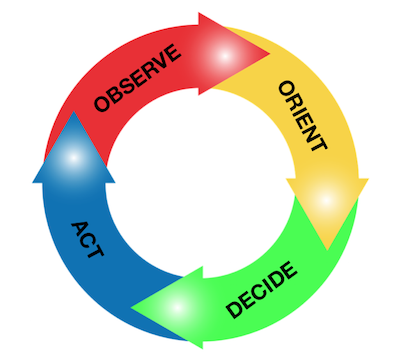 OBSERVE
ORIENT
DECIDE
ACT